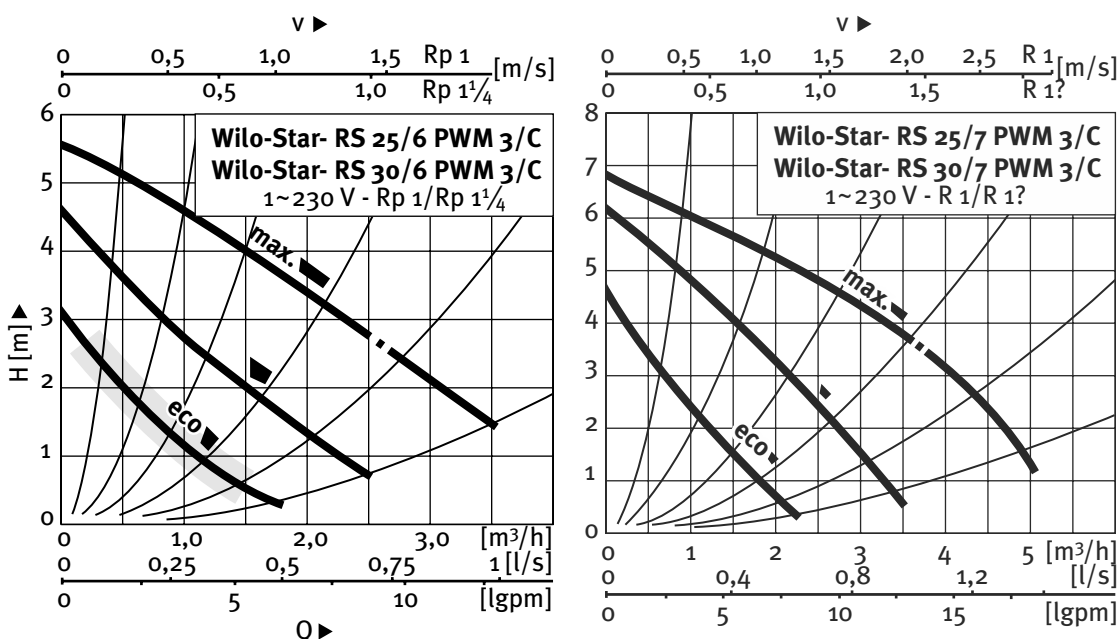 v ▶
0 0,5 1,0 1,5 Rp 1
[m/s]
0 0,5 1,0 Rp 1¼
6
5
4
3
2
1
0
H [m] ▶
Wilo-Star- RS 25/6 PWM 3/C
Wilo-Star- RS 30/6 PWM 3/C
1~230 V - Rp 1/Rp 1¼
max.
eco
0 1,0 2,0 3,0 [m³/h]
0 0,25 0,5 0,75 1 [l/s]
0 5 10 [lgpm]
Q ▶
v ▶
0 0,5 1,0 1,5 2,0 2,5 R 1
[m/s]
0 0,5 1,0 1,5 R 1?
8
7
6
5
4
3
2
1
0
Wilo-Star- RS 25/7 PWM 3/C
Wilo-Star- RS 30/7 PWM 3/C
1~230 V - R 1/R 1?
max.
eco
0 1 2 3 4 5 [m³/h]
0 0,4 0,8 1,2 [l/s]
0 5 10 15 [lgpm]